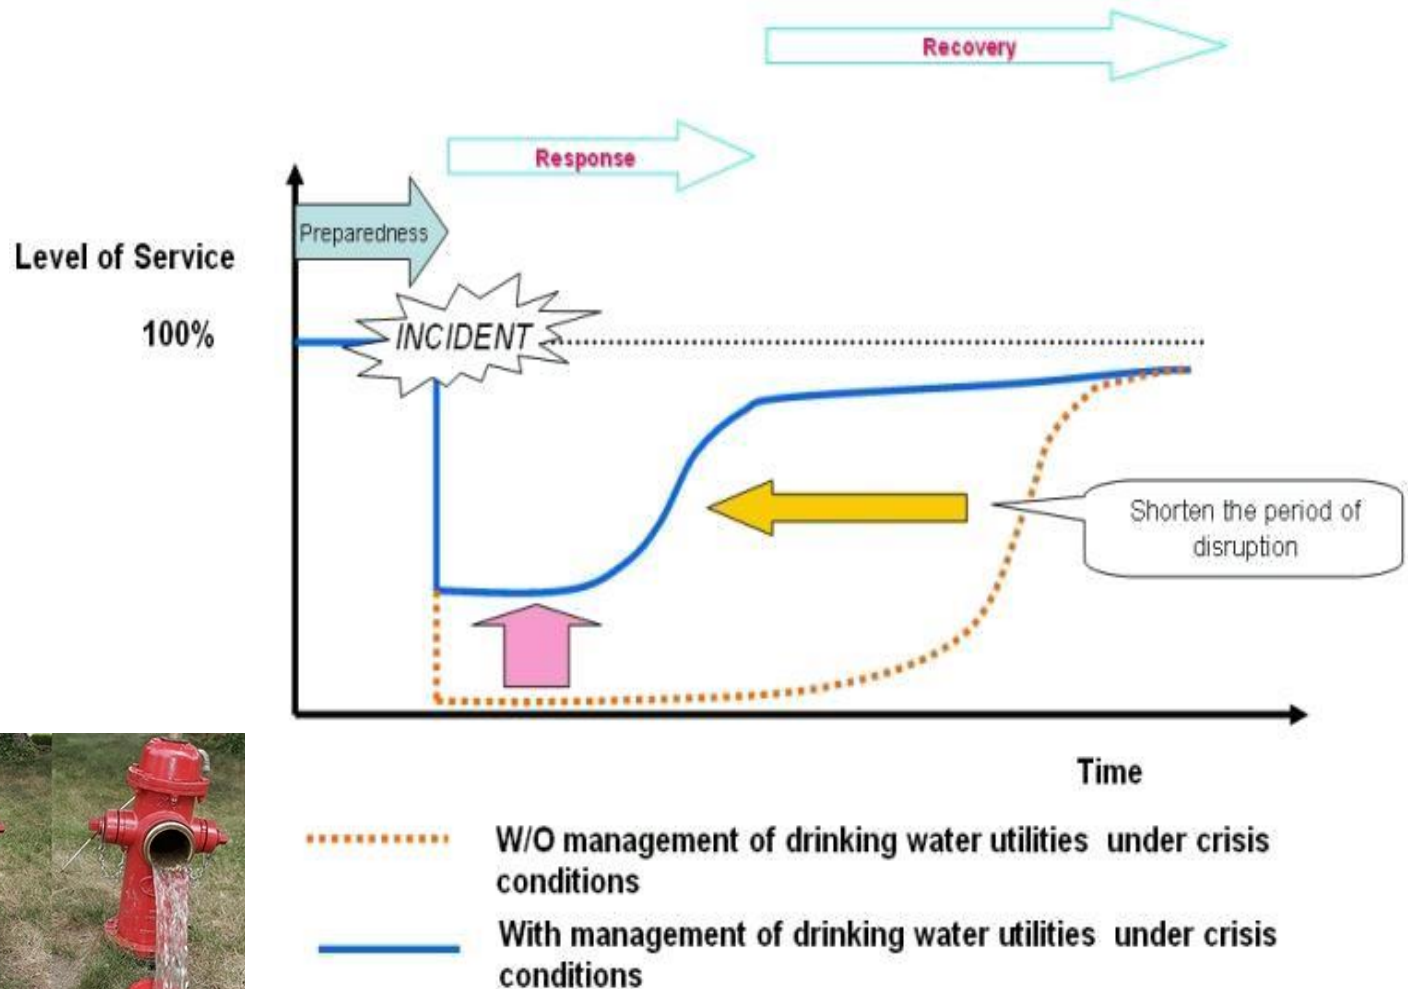 Recovery
Response
Preparedness
Level of Service
100%
INCIDENT
Shorten the period of
disruption
Time
W/O management of drinking water utilities under crisis
conditions
With management of drinking water utilities under crisis
conditions